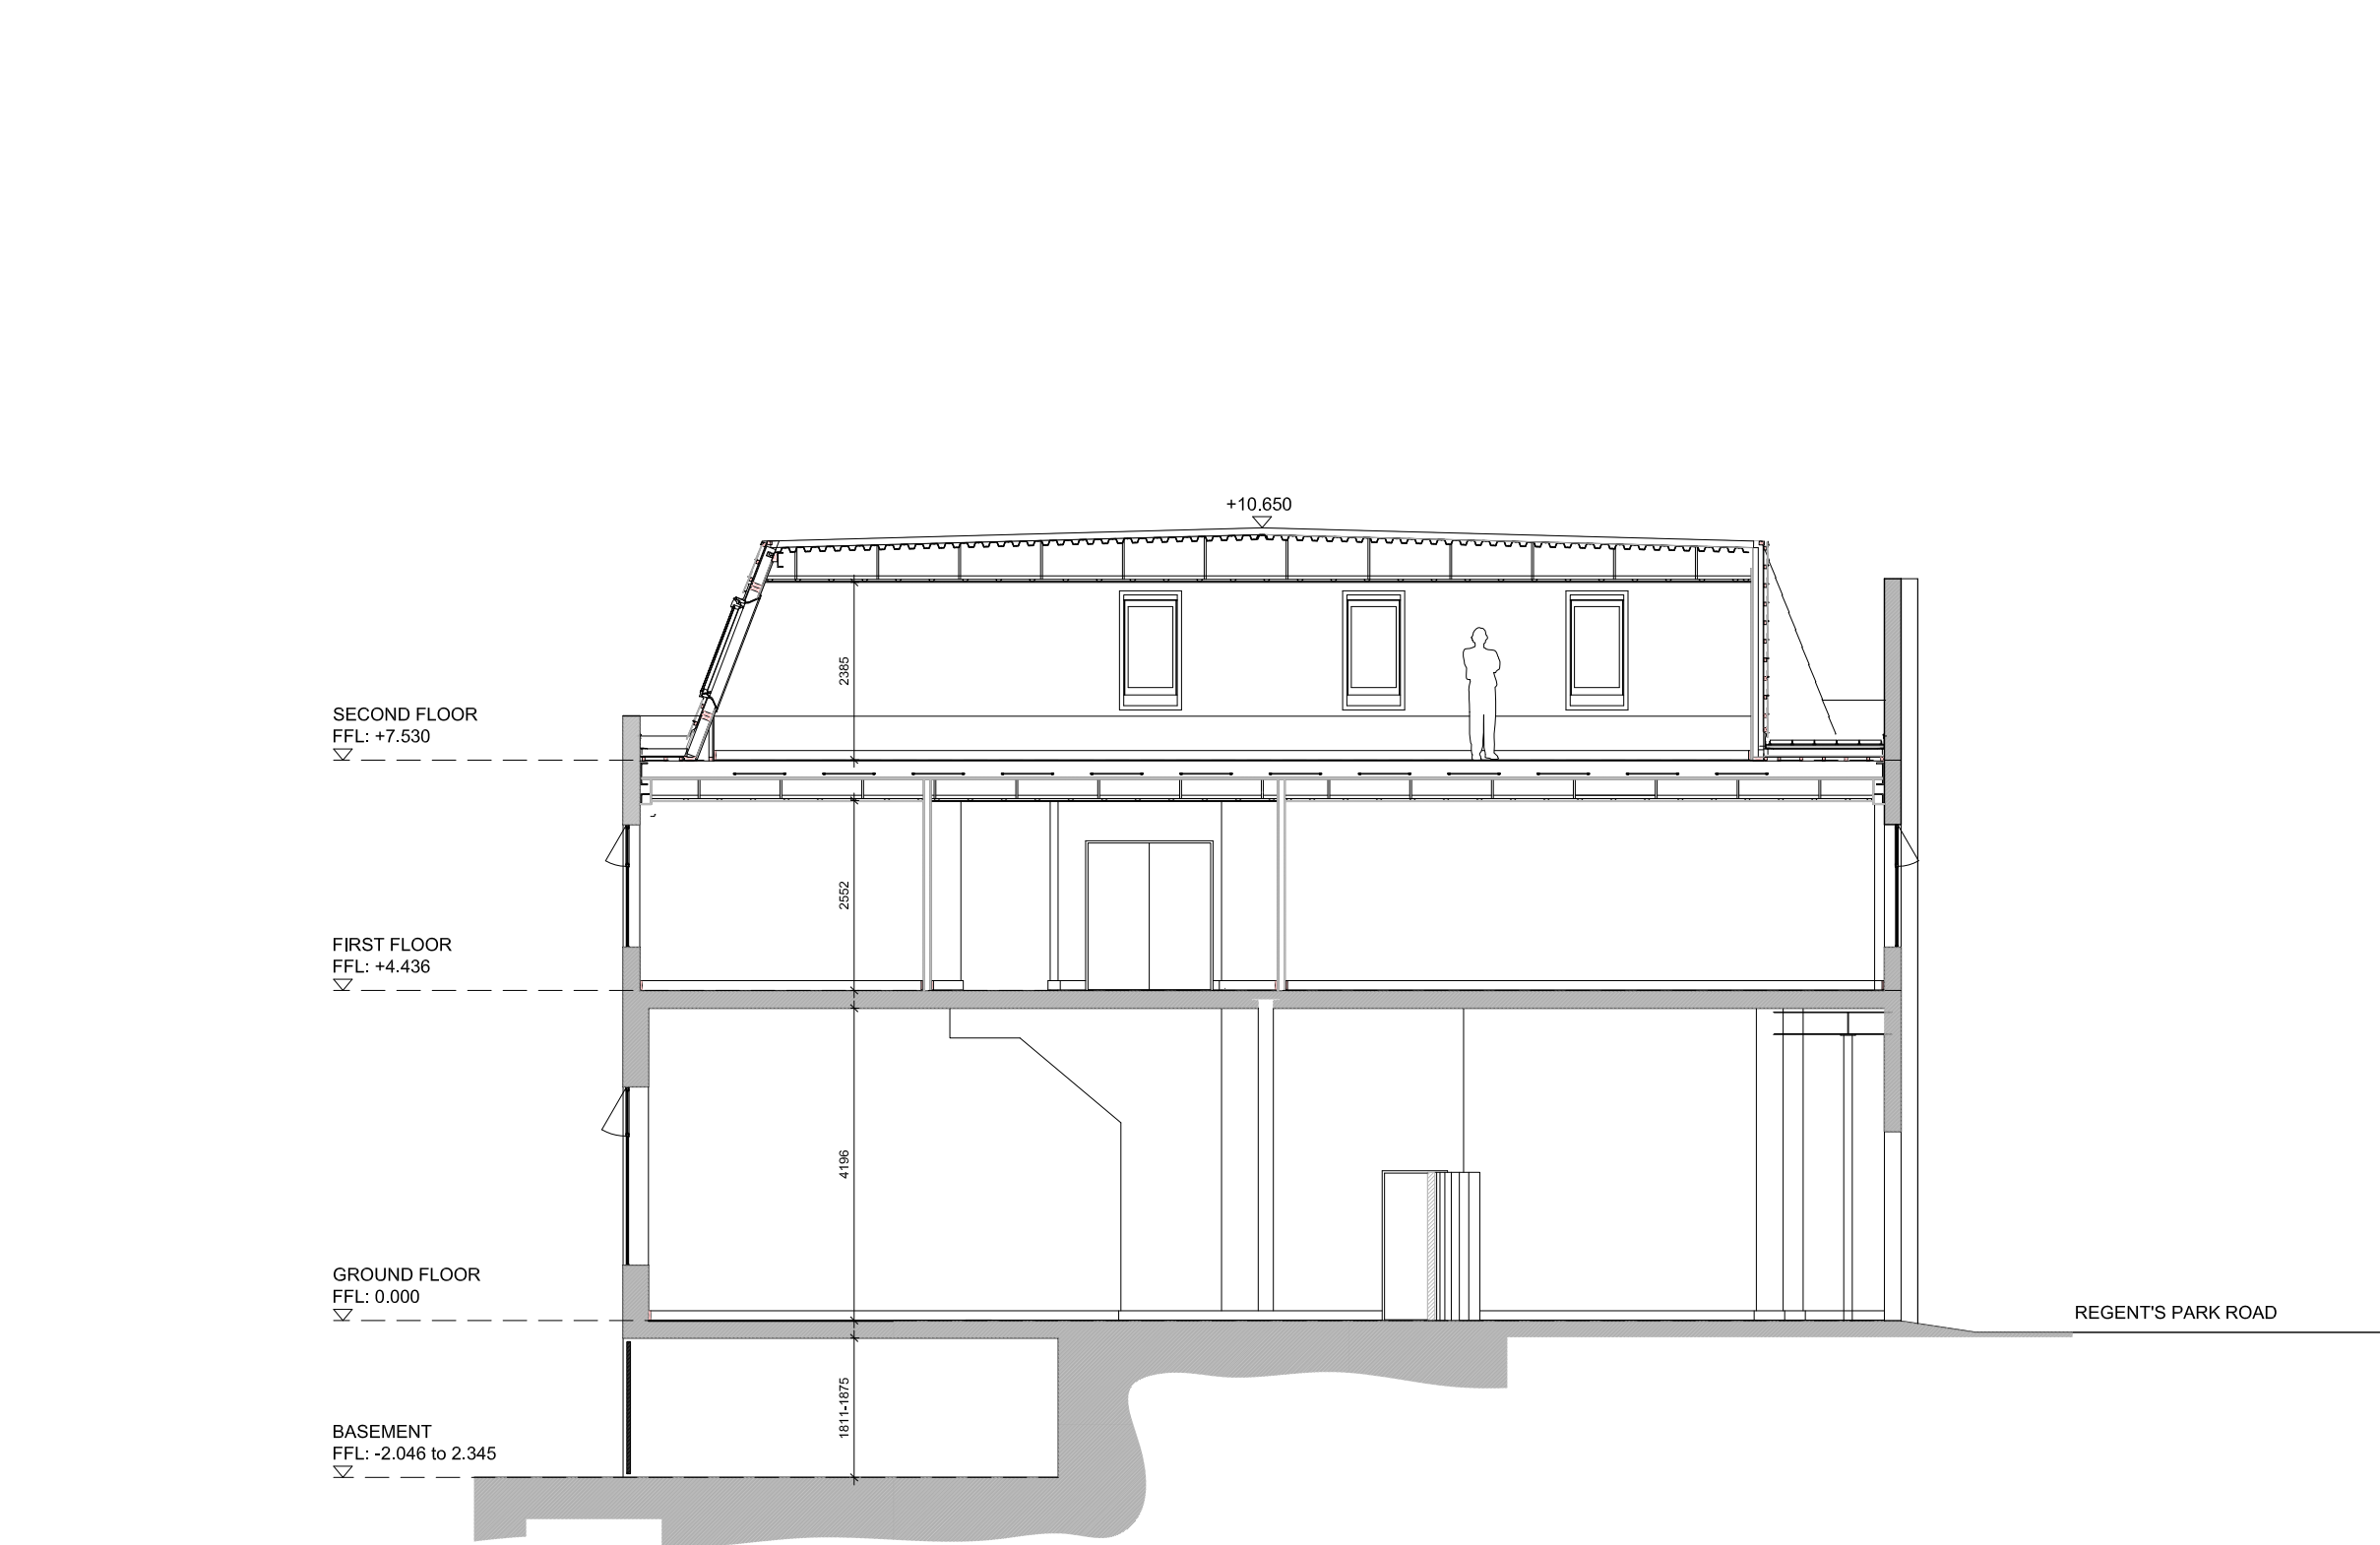 +10.650
2385
SECOND FLOOR
FFL: +7.530
2552
FIRST FLOOR
FFL: +4.436
4196
GROUND FLOOR
FFL: 0.000
REGENT'S PARK ROAD
1811-1875
BASEMENT
FFL: -2.046 to 2.345